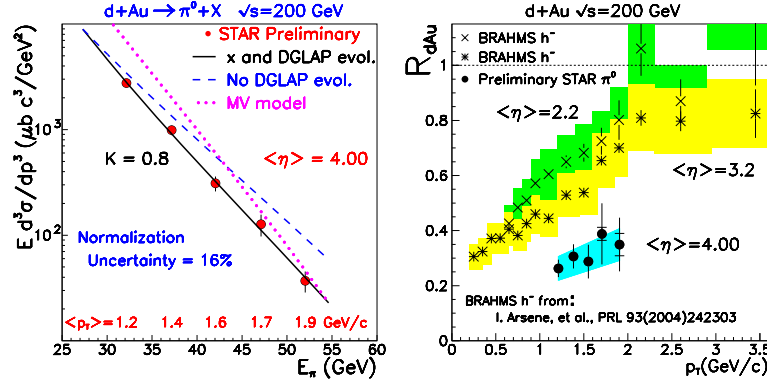 d+Au → π⁰+X   √s=200 GeV
STAR Preliminary
x and DGLAP evol.
No DGLAP evol.
MV model
K = 0.8
<η> = 4.00
Normalization
Uncertainty = 16%
<p_T>= 1.2 1.4 1.6 1.7 1.9 GeV/c
E d³σ/dp³ (μb c³/GeV²)
10³
10²
25 30 35 40 45 50 55 60
E_π (GeV)
d+Au √s=200 GeV
BRAHMS h⁻
BRAHMS h⁻
Preliminary STAR π⁰
<η>=2.2
<η>=3.2
<η>=4.00
BRAHMS h⁻ from:
I. Arsene, et al., PRL 93(2004)242303
R_dAu
1
0.8
0.6
0.4
0.2
0 0.5 1 1.5 2 2.5 3 3.5
p_T(GeV/c)